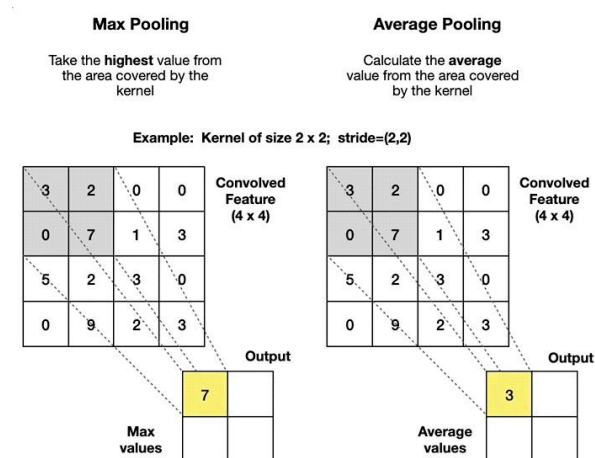 Max Pooling
Take the highest value from
the area covered by the
kernel
Average Pooling
Calculate the average
value from the area covered
by the kernel
Example: Kernel of size 2 x 2; stride=(2,2)
3 2 0 0
0 7 1 3
5 2 3 0
0 9 2 3
Convolved
Feature
(4 x 4)
Output
7
Max
values
3 2 0 0
0 7 1 3
5 2 3 0
0 9 2 3
Convolved
Feature
(4 x 4)
Output
3
Average
values